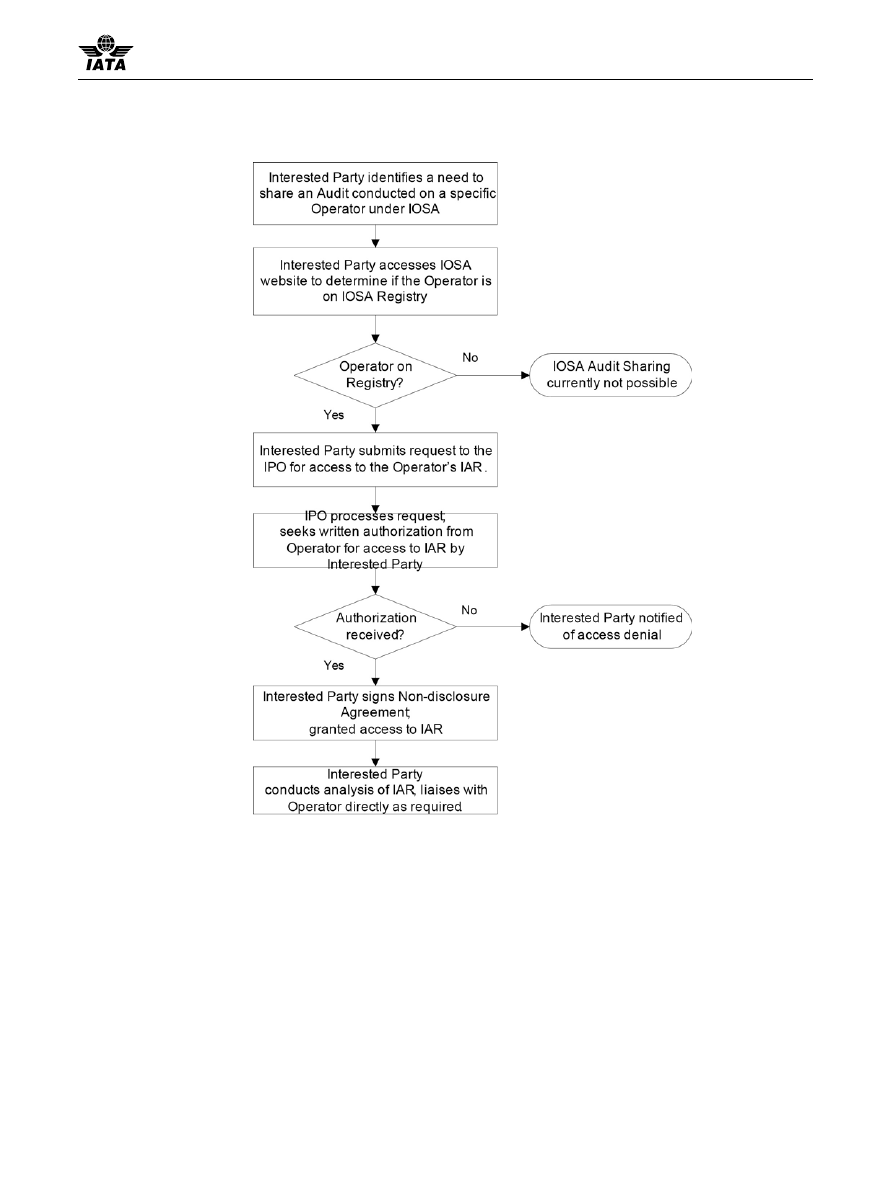 IATA
Interested Party identifies a need to
share an Audit conducted on a specific
Operator under IOSA
Interested Party accesses IOSA
website to determine if the Operator is
on IOSA Registry
Operator on
Registry?
No
IOSA Audit Sharing
currently not possible
Yes
Interested Party submits request to the
IPO for access to the Operator's IAR .
IPO processes request;
seeks written authorization from
Operator for access to IAR by
Interested Party
Authorization
received?
No
Interested Party notified
of access denial
Yes
Interested Party signs Non-disclosure
Agreement;
granted access to IAR
Interested Party
conducts analysis of IAR, liaises with
Operator directly as required.